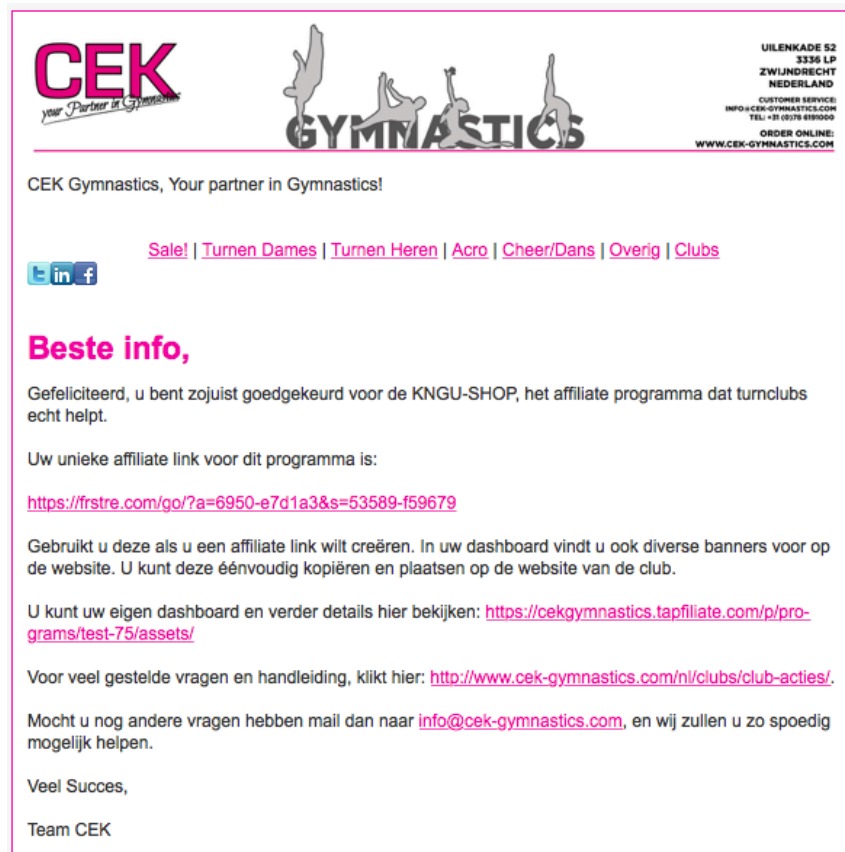 CEK
your Partner in Gymnastics
GYMNASTICS
UILENKADE 52
3336 LP
ZWIJNDRECHT
NEDERLAND
CUSTOMER SERVICE:
INFO@CEK-GYMNASTICS.COM
TEL: +31 (0)78 6191000
ORDER ONLINE:
WWW.CEK-GYMNASTICS.COM
CEK Gymnastics, Your partner in Gymnastics!
Sale! | Turnen Dames | Turnen Heren | Acro | Cheer/Dans | Overig | Clubs
t in f
Beste info,
Gefeliciteerd, u bent zojuist goedgekeurd voor de KNGU-SHOP, het affiliate programma dat turnclubs
echt helpt.
Uw unieke affiliate link voor dit programma is:
https://frstre.com/go/?a=6950-e7d1a3&s=53589-f59679
Gebruikt u deze als u een affiliate link wilt creëren. In uw dashboard vindt u ook diverse banners voor op
de website. U kunt deze éénvoudig kopiëren en plaatsen op de website van de club.
U kunt uw eigen dashboard en verder details hier bekijken: https://cekgymnastics.tapfiliate.com/p/pro-
grams/test-75/assets/
Voor veel gestelde vragen en handleiding, klikt hier: http://www.cek-gymnastics.com/nl/clubs/club-acties/.
Mocht u nog andere vragen hebben mail dan naar info@cek-gymnastics.com, en wij zullen u zo spoedig
mogelijk helpen.
Veel Succes,
Team CEK